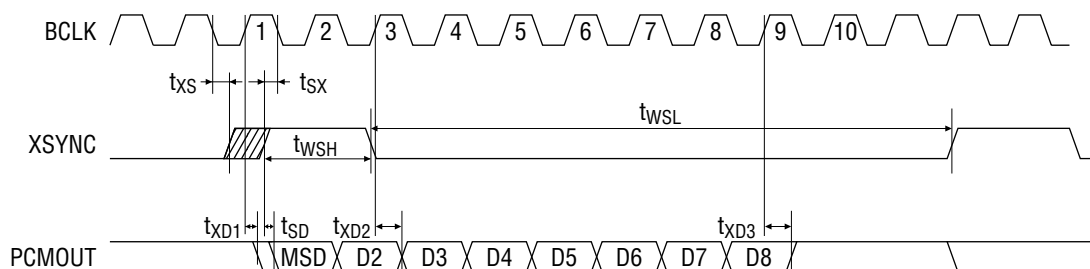 BCLK 1 2 3 4 5 6 7 8 9 10
tXS tSX
tWSL
XSYNC tWSH
tXD1 tSD tXD2 tXD3
PCMOUT MSD D2 D3 D4 D5 D6 D7 D8